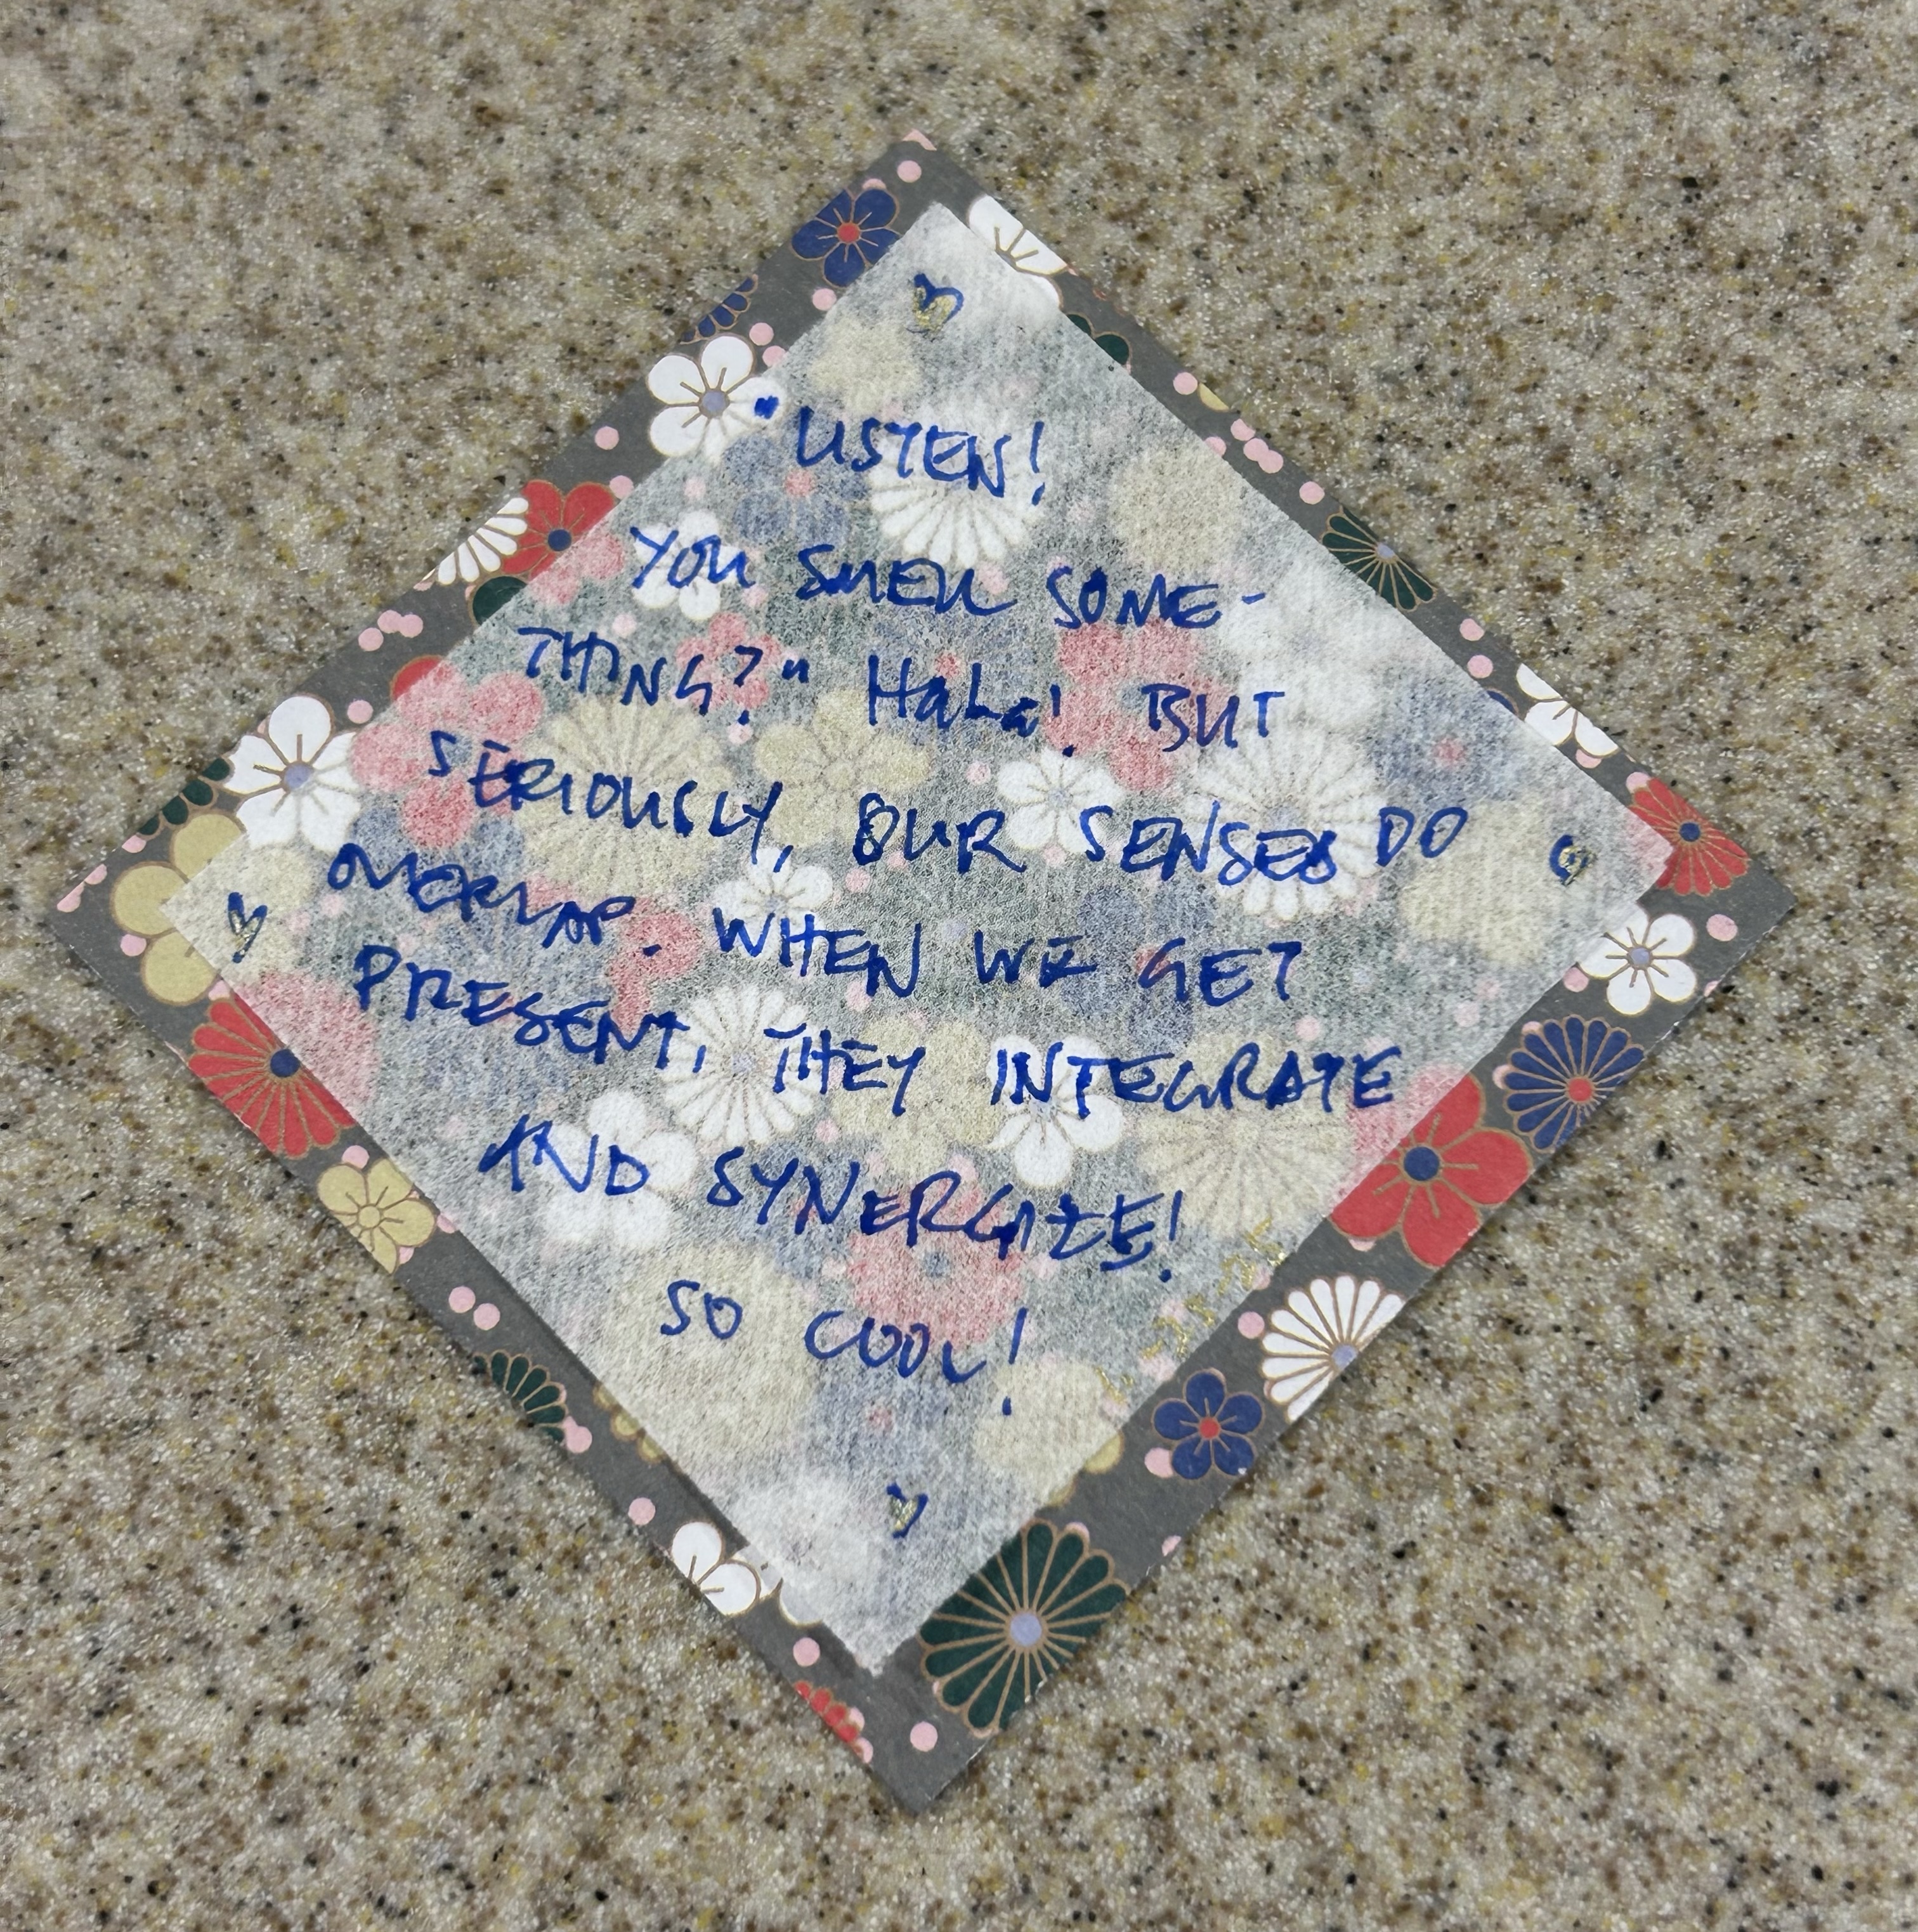 "LISTEN!
YOU SMELL SOME-
THING?" HaLa! BUT
SERIOUSLY, OUR SENSES DO
OVERLAP. WHEN WE GET
PRESENT, THEY INTEGRATE
AND SYNERGIZE!
SO COOL!